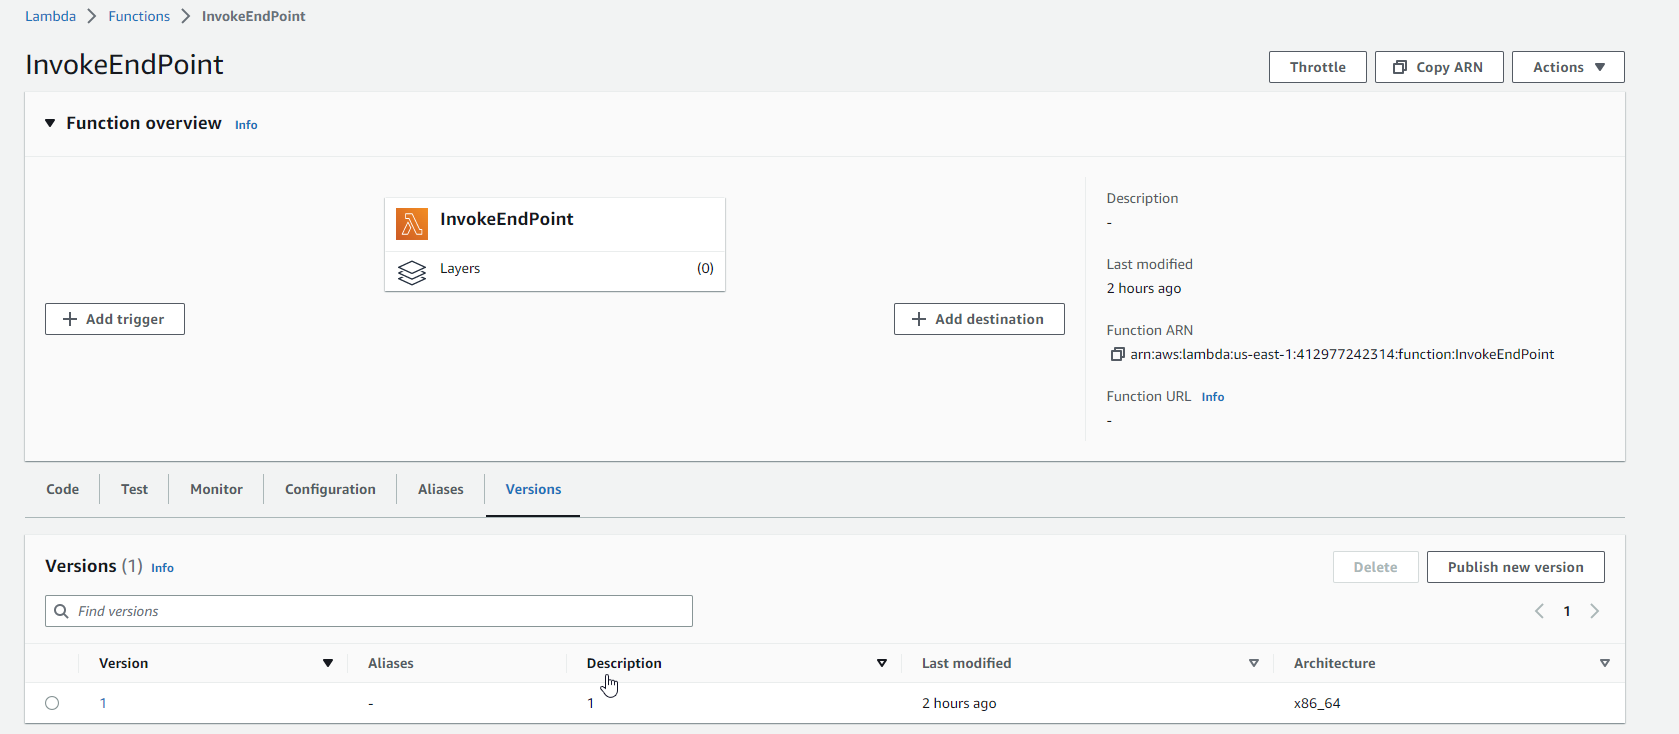 Lambda > Functions > InvokeEndPoint
InvokeEndPoint
Throttle
Copy ARN
Actions
Function overview Info
InvokeEndPoint
Layers (0)
Add trigger
Add destination
Description
-
Last modified
2 hours ago
Function ARN
arn:aws:lambda:us-east-1:412977242314:function:InvokeEndPoint
Function URL Info
-
Code Test Monitor Configuration Aliases Versions
Versions (1) Info
Delete
Publish new version
Find versions
1
Version Aliases Description Last modified Architecture
1 - 1 2 hours ago x86_64